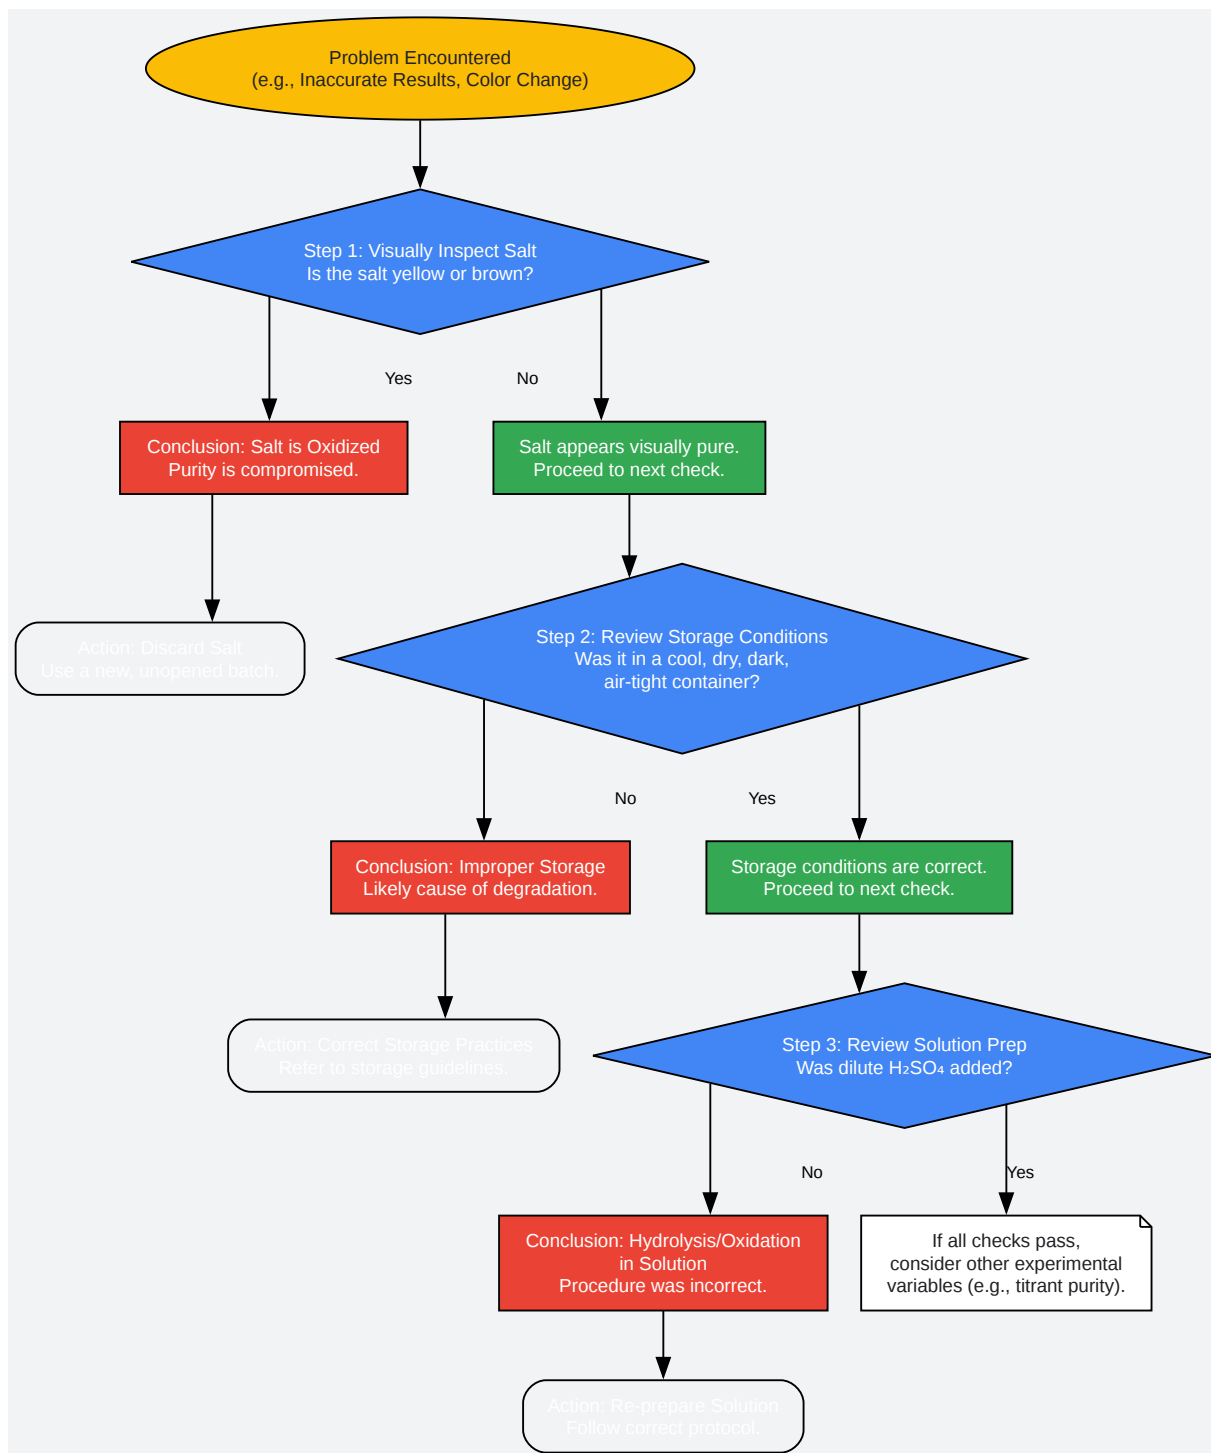 Problem Encountered
(e.g., Inaccurate Results, Color Change)
Step 1: Visually Inspect Salt
Is the salt yellow or brown?
Yes
No
Conclusion: Salt is Oxidized
Purity is compromised.
Salt appears visually pure.
Proceed to next check.
Action: Discard Salt
Use a new, unopened batch.
Step 2: Review Storage Conditions
Was it in a cool, dry, dark,
air-tight container?
No
Yes
Conclusion: Improper Storage
Likely cause of degradation.
Storage conditions are correct.
Proceed to next check.
Action: Correct Storage Practices
Refer to storage guidelines.
Step 3: Review Solution Prep
Was dilute H₂SO₄ added?
No
Yes
Conclusion: Hydrolysis/Oxidation
in Solution
Procedure was incorrect.
If all checks pass,
consider other experimental
variables (e.g., titrant purity).
Action: Re-prepare Solution
Follow correct protocol.